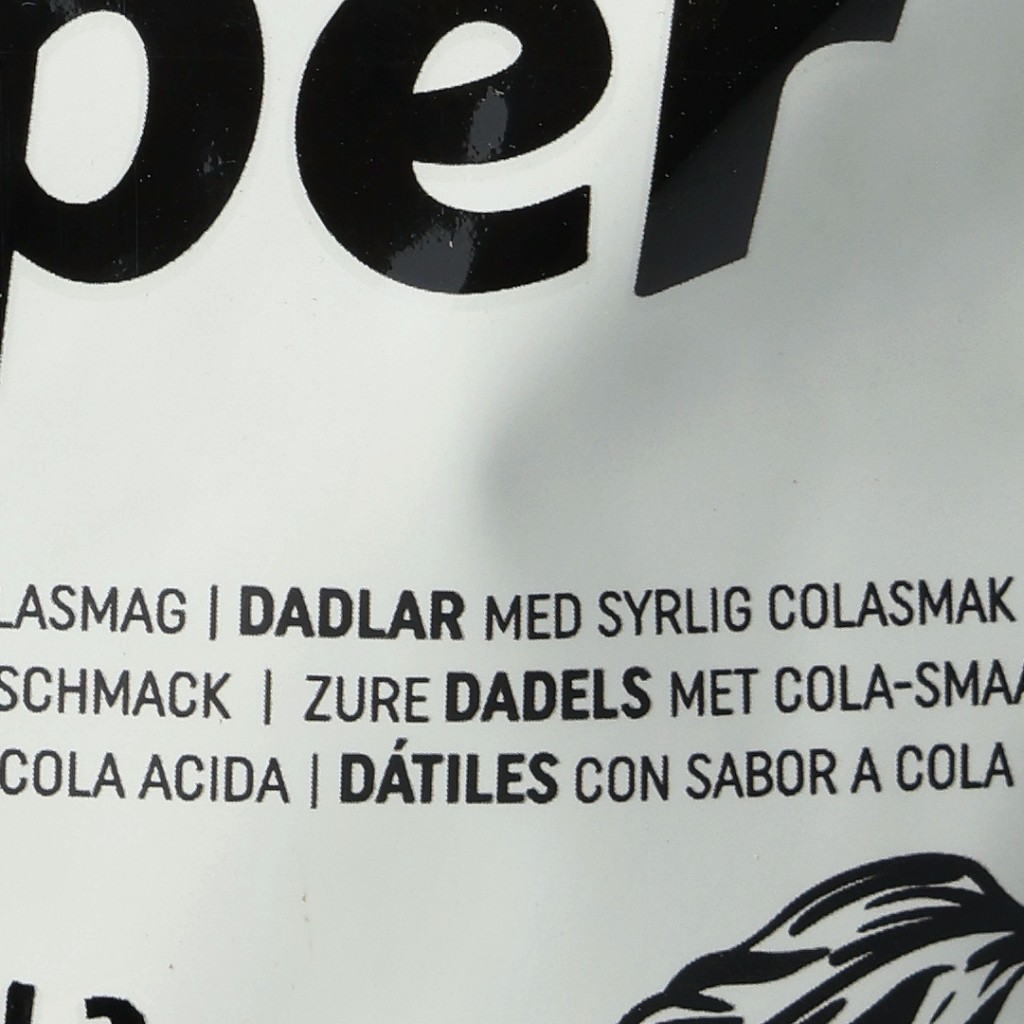 per
LASMAG | DADLAR MED SYRLIG COLASMAK
SCHMACK | ZURE DADELS MET COLA-SMAA
COLA ACIDA | DÁTILES CON SABOR A COLA